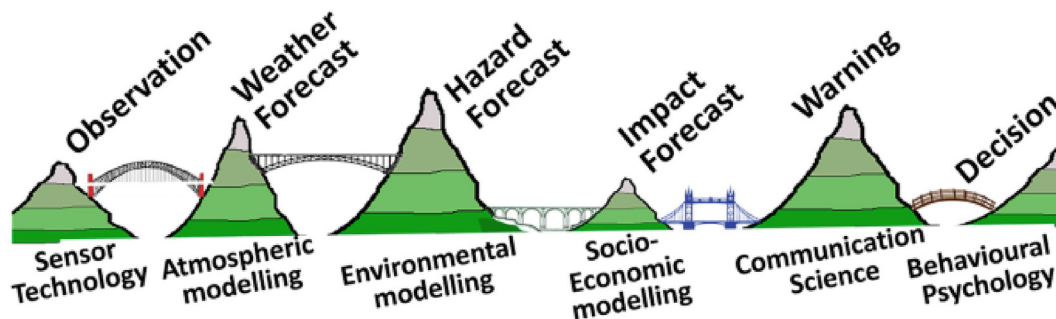 Observation
Weather
Forecast
Hazard
Forecast
Impact
Forecast
Warning
Decision
Sensor
Technology
Atmospheric
modelling
Environmental
modelling
Socio-
Economic
modelling
Communication
Science
Behavioural
Psychology